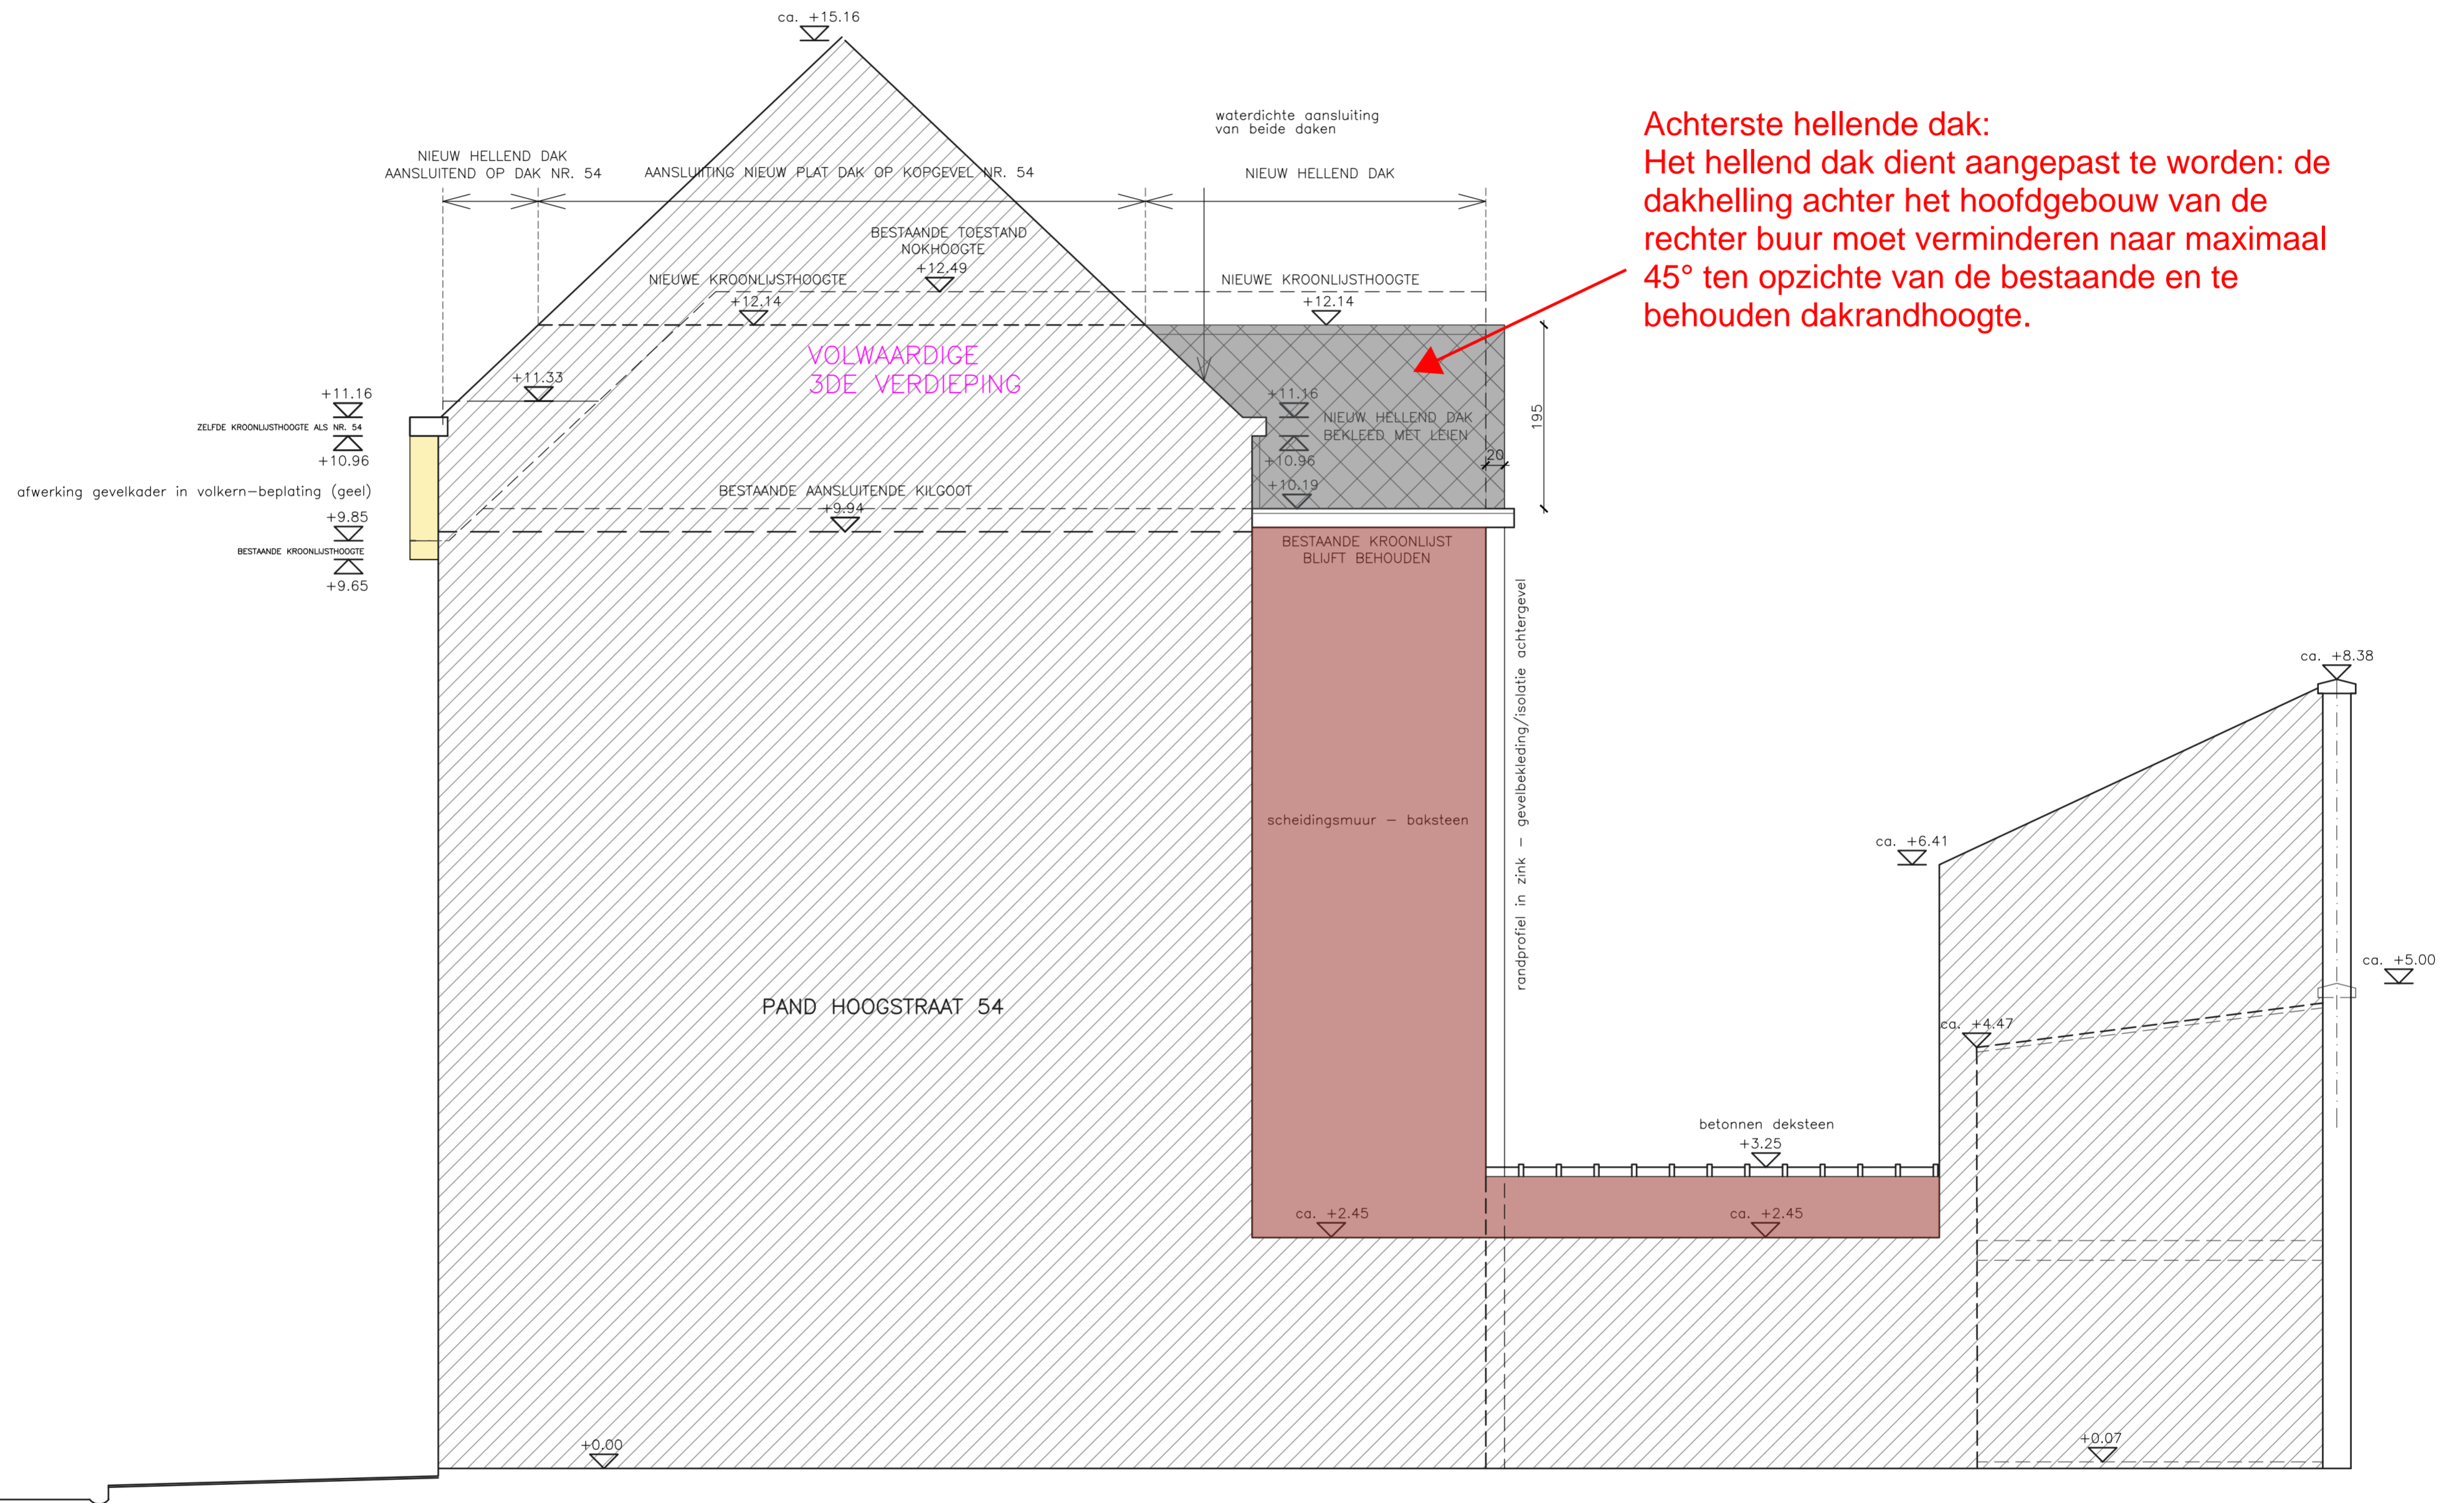 ca. +15.16
waterdichte aansluiting
van beide daken
Achterste hellende dak:
Het hellend dak dient aangepast te worden: de
dakhelling achter het hoofdgebouw van de
rechter buur moet verminderen naar maximaal
45° ten opzichte van de bestaande en te
behouden dakrandhoogte.
NIEUW HELLEND DAK
AANSLUITEND OP DAK NR. 54
AANSLUITING NIEUW PLAT DAK OP KOPGEVEL NR. 54
NIEUW HELLEND DAK
BESTAANDE TOESTAND
NOKHOOGTE
+12.49
NIEUWE KROONLIJSTHOOGTE
+12.14
NIEUWE KROONLIJSTHOOGTE
+12.14
VOLWAARDIGE
3DE VERDIEPING
+11.33
+11.16
ZELFDE KROONLIJSTHOOGTE ALS NR. 54
+10.96
+11.16
NIEUW HELLEND DAK
BEKLEED MET LEIEN
+10.96
195
20
+10.19
afwerking gevelkader in volkern-beplating (geel)
BESTAANDE AANSLUITENDE KILGOOT
+9.94
+9.85
BESTAANDE KROONLIJSTHOOGTE
+9.65
BESTAANDE KROONLIJST
BLIJFT BEHOUDEN
randprofiel in zink - gevelbekleding/isolatie achtergevel
scheidingsmuur - baksteen
ca. +8.38
ca. +6.41
ca. +5.00
ca. +4.47
PAND HOOGSTRAAT 54
betonnen deksteen
+3.25
ca. +2.45
ca. +2.45
+0.00
+0.07